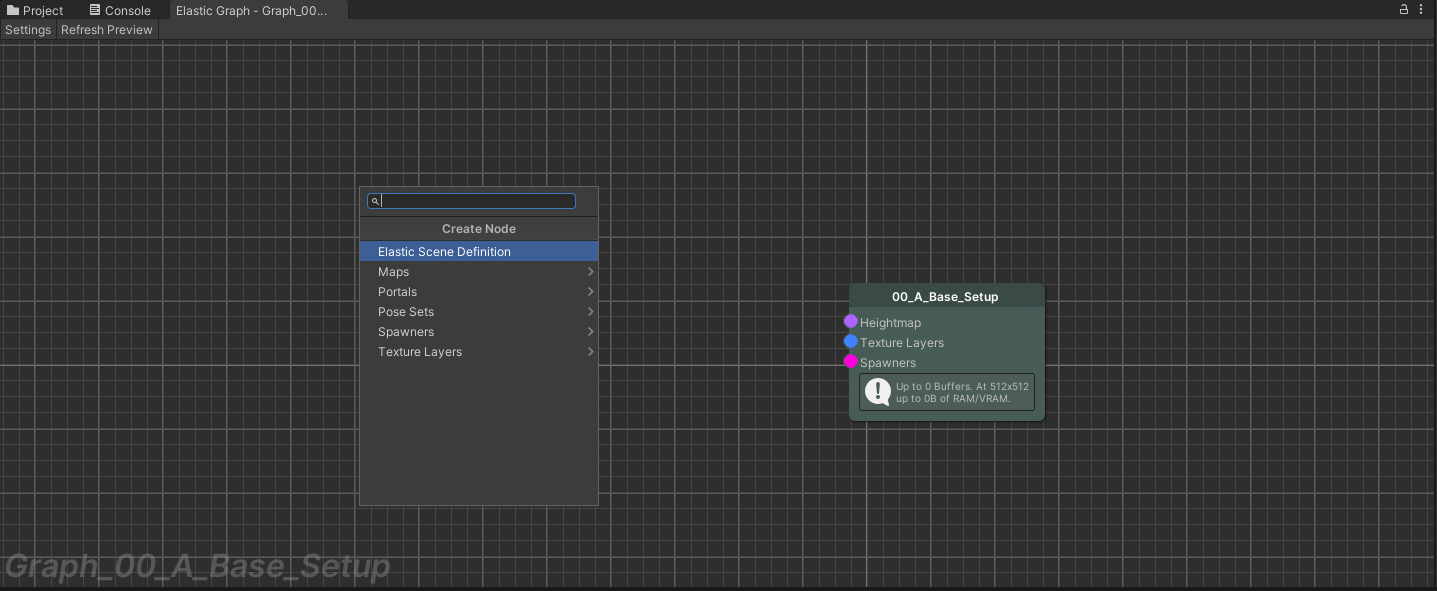 Project
Console
Elastic Graph - Graph_00...
Settings
Refresh Preview
Create Node
Elastic Scene Definition
Maps
Portals
Pose Sets
Spawners
Texture Layers
00_A_Base_Setup
Heightmap
Texture Layers
Spawners
Up to 0 Buffers. At 512x512
up to 0B of RAM/VRAM.
Graph_00_A_Base_Setup